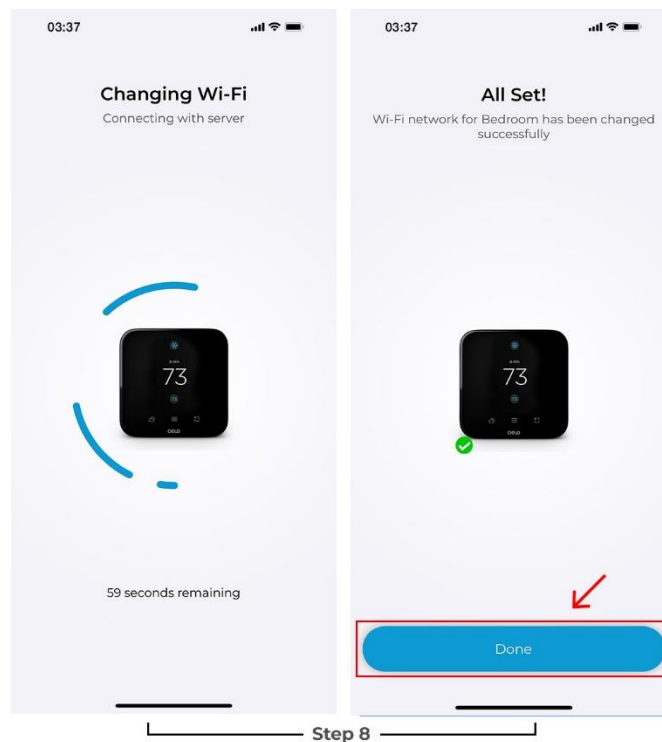 03:37
Changing Wi-Fi
Connecting with server
73
59 seconds remaining
03:37
All Set!
Wi-Fi network for Bedroom has been changed
successfully
73
Done
Step 8